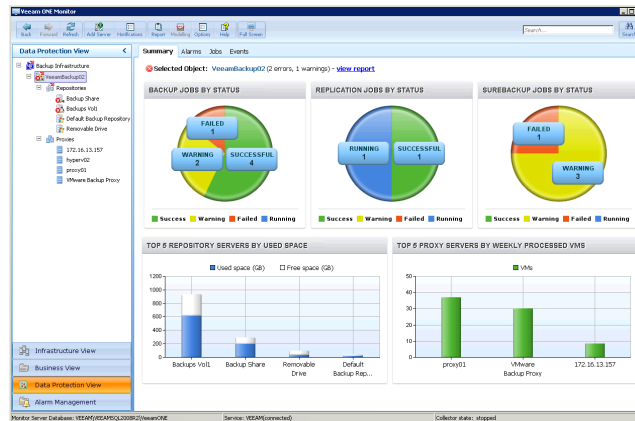 Veeam ONE Monitor
Back Forward Refresh Add Server Notifications Report Modelling Options Help Full Screen Search... Search
Data Protection View
Summary Alarms Jobs Events
Backup Infrastructure
VeeamBackup02
Repositories
Backup Share
Backups Vol1
Default Backup Repository
Removable Drive
Proxies
172.16.13.157
hyperv02
proxy01
VMware Backup Proxy
Selected Object: VeeamBackup02 (2 errors, 1 warnings) - view report
BACKUP JOBS BY STATUS
FAILED
1
WARNING
2
SUCCESSFUL
4
Success Warning Failed Running
REPLICATION JOBS BY STATUS
RUNNING
1
SUCCESSFUL
1
Success Warning Failed Running
SUREBACKUP JOBS BY STATUS
FAILED
1
WARNING
3
Success Warning Failed Running
TOP 5 REPOSITORY SERVERS BY USED SPACE
Used space (GB) Free space (GB)
1200
1000
800
600
400
200
0
Backups Vol1 Backup Share Removable Drive Default Backup Rep...
TOP 5 PROXY SERVERS BY WEEKLY PROCESSED VMS
VMs
50
40
30
20
10
0
proxy01 VMware Backup Proxy 172.16.13.157
Infrastructure View
Business View
Data Protection View
Alarm Management
Monitor Server Database: VEEAM\VEEAMSQL2008R2\VeeamONE Service: VEEAM(connected) Collector state: stopped